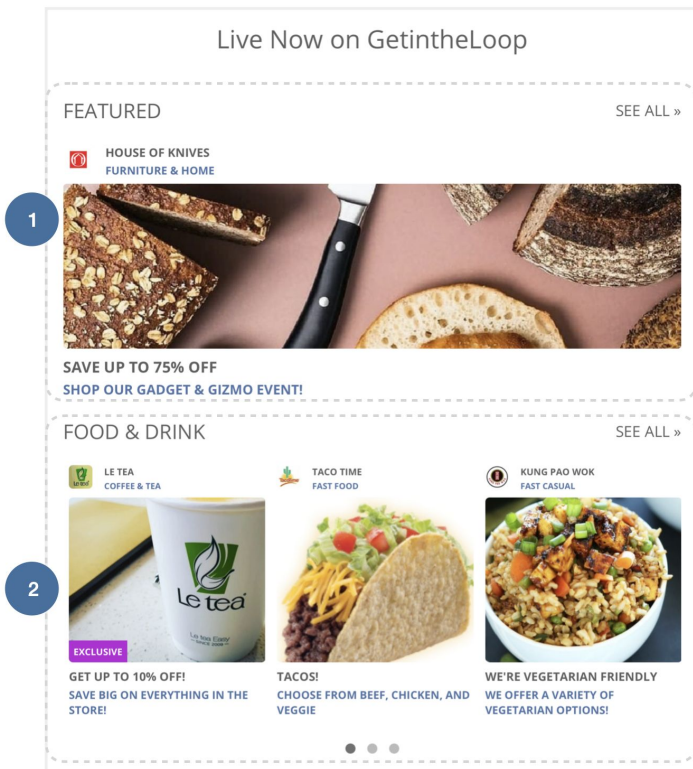 Live Now on GetintheLoop
FEATURED
SEE ALL »
HOUSE OF KNIVES
FURNITURE & HOME
1
SAVE UP TO 75% OFF
SHOP OUR GADGET & GIZMO EVENT!
FOOD & DRINK
SEE ALL »
LE TEA
COFFEE & TEA
TACO TIME
FAST FOOD
KUNG PAO WOK
FAST CASUAL
2
Le tea
Le tea Easy
EXCLUSIVE
GET UP TO 10% OFF!
SAVE BIG ON EVERYTHING IN THE
STORE!
TACOS!
CHOOSE FROM BEEF, CHICKEN, AND
VEGGIE
WE'RE VEGETARIAN FRIENDLY
WE OFFER A VARIETY OF
VEGETARIAN OPTIONS!